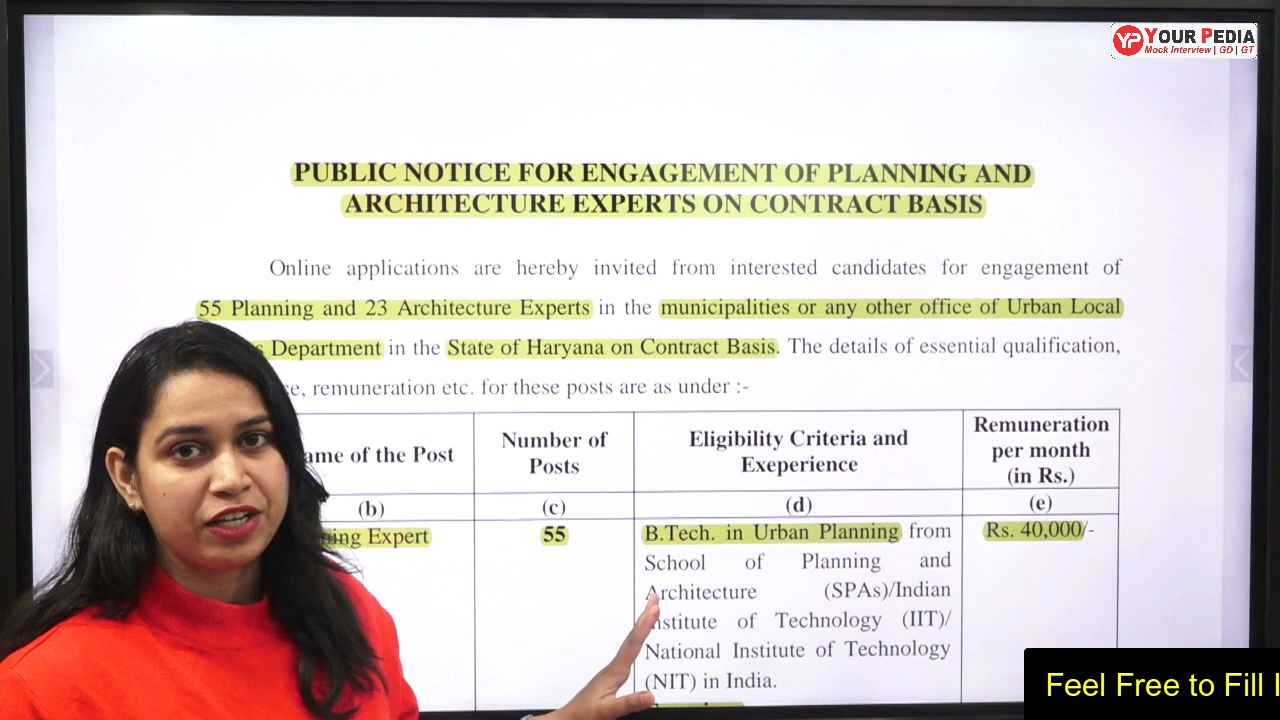 YP YOUR PEDIA
Mock Interview | GD | GT
PUBLIC NOTICE FOR ENGAGEMENT OF PLANNING AND
ARCHITECTURE EXPERTS ON CONTRACT BASIS
Online applications are hereby invited from interested candidates for engagement of
55 Planning and 23 Architecture Experts in the municipalities or any other office of Urban Local
Department in the State of Haryana on Contract Basis. The details of essential qualification,
remuneration etc. for these posts are as under :-
of the Post
Number of
Posts
Eligibility Criteria and
Exeperience
Remuneration
per month
(in Rs.)
(b)
(c)
(d)
(e)
Expert
55
B.Tech. in Urban Planning from
School of Planning and
Architecture (SPAs)/Indian
Institute of Technology (IIT)/
National Institute of Technology
(NIT) in India.
Rs. 40,000/-
Feel Free to Fill